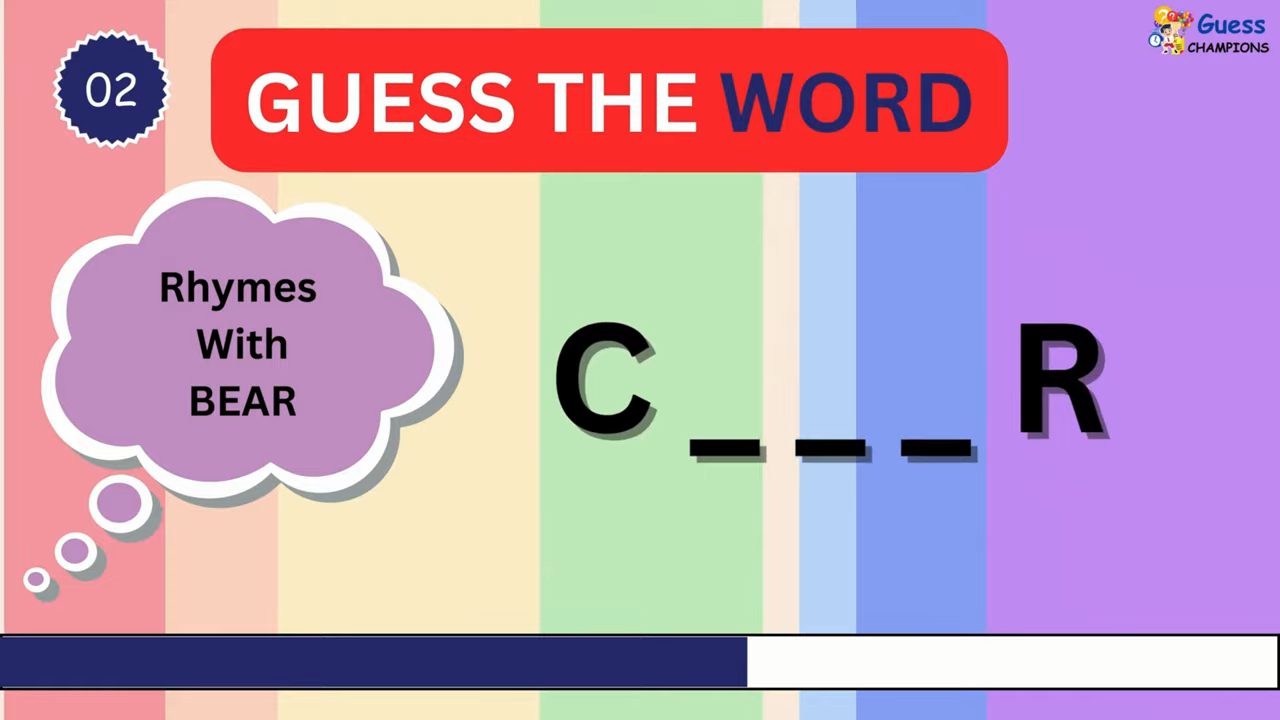 02
GUESS THE WORD
Guess
CHAMPIONS
Rhymes
With
BEAR
C _ _ _ R